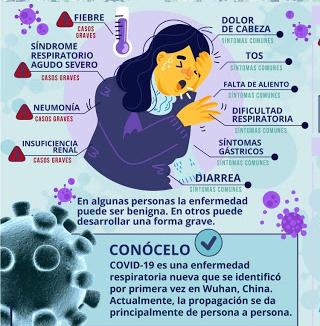 FIEBRE
CASOS
GRAVES
SÍNDROME
RESPIRATORIO
AGUDO SEVERO
CASOS GRAVES
NEUMONÍA
CASOS GRAVES
INSUFICIENCIA
RENAL
CASOS GRAVES
DOLOR
DE CABEZA
SÍNTOMAS COMUNES
TOS
SÍNTOMAS COMUNES
FALTA DE ALIENTO
SÍNTOMAS COMUNES
DIFICULTAD
RESPIRATORIA
SÍNTOMAS COMUNES
SÍNTOMAS
GÁSTRICOS
SÍNTOMAS COMUNES
DIARREA
SÍNTOMAS COMUNES
En algunas personas la enfermedad
puede ser benigna. En otros puede
desarrollar una forma grave.
CONÓCELO
COVID-19 es una enfermedad
respiratoria nueva que se identificó
por primera vez en Wuhan, China.
Actualmente, la propagación se da
principalmente de persona a persona.